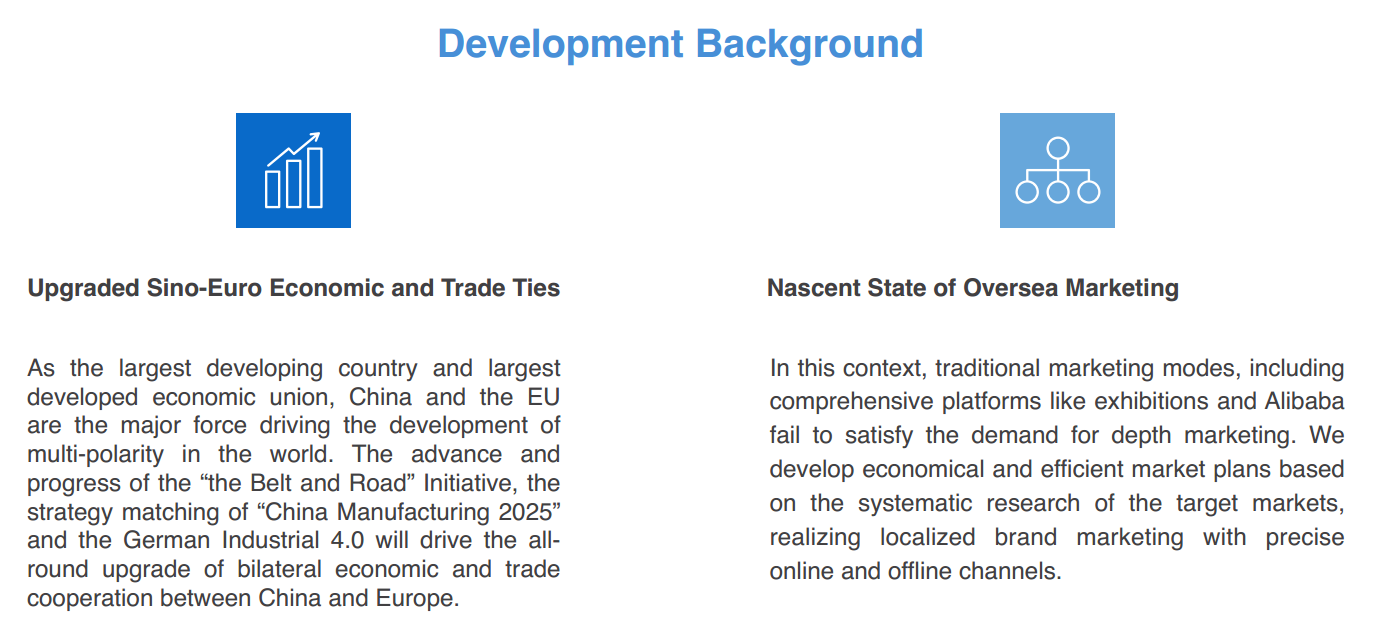 Development Background
Upgraded Sino-Euro Economic and Trade Ties
As the largest developing country and largest
developed economic union, China and the EU
are the major force driving the development of
multi-polarity in the world. The advance and
progress of the “the Belt and Road” Initiative, the
strategy matching of “China Manufacturing 2025”
and the German Industrial 4.0 will drive the all-
round upgrade of bilateral economic and trade
cooperation between China and Europe.
Nascent State of Oversea Marketing
In this context, traditional marketing modes, including
comprehensive platforms like exhibitions and Alibaba
fail to satisfy the demand for depth marketing. We
develop economical and efficient market plans based
on the systematic research of the target markets,
realizing localized brand marketing with precise
online and offline channels.